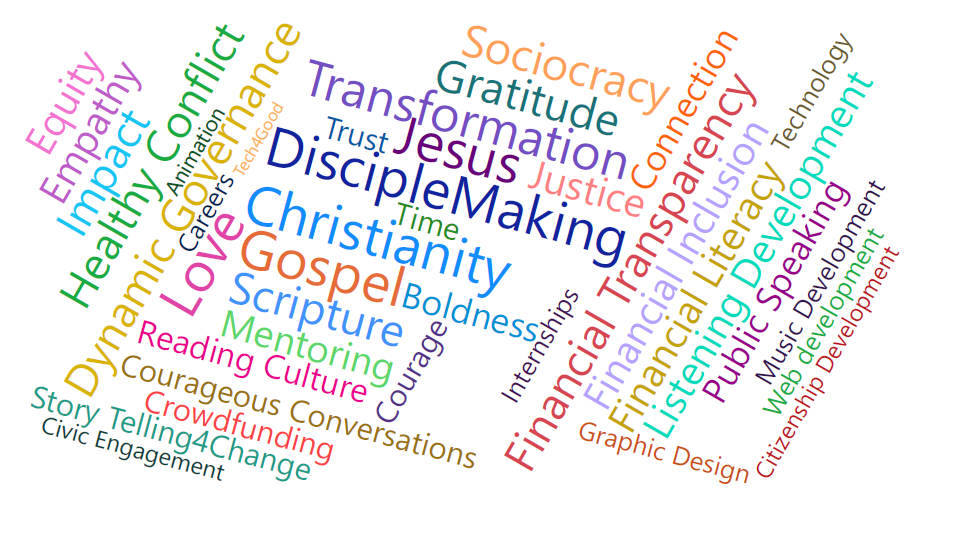 Equity
Empathy
Impact
Healthy Conflict
Animation
Dynamic Governance
Tech4Good
Careers
Love
Sociocracy
Gratitude
Transformation
Trust
Jesus
Justice
DiscipleMaking
Time
Christianity
Gospel
Boldness
Scripture
Mentoring
Reading Culture
Courage
Courageous Conversations
Crowdfunding
Story Telling4Change
Civic Engagement
Connection
Technology
Financial Transparency
Financial Inclusion
Financial Literacy
Listening Development
Public Speaking
Music Development
Web development
Citizenship Development
Internships
Graphic Design